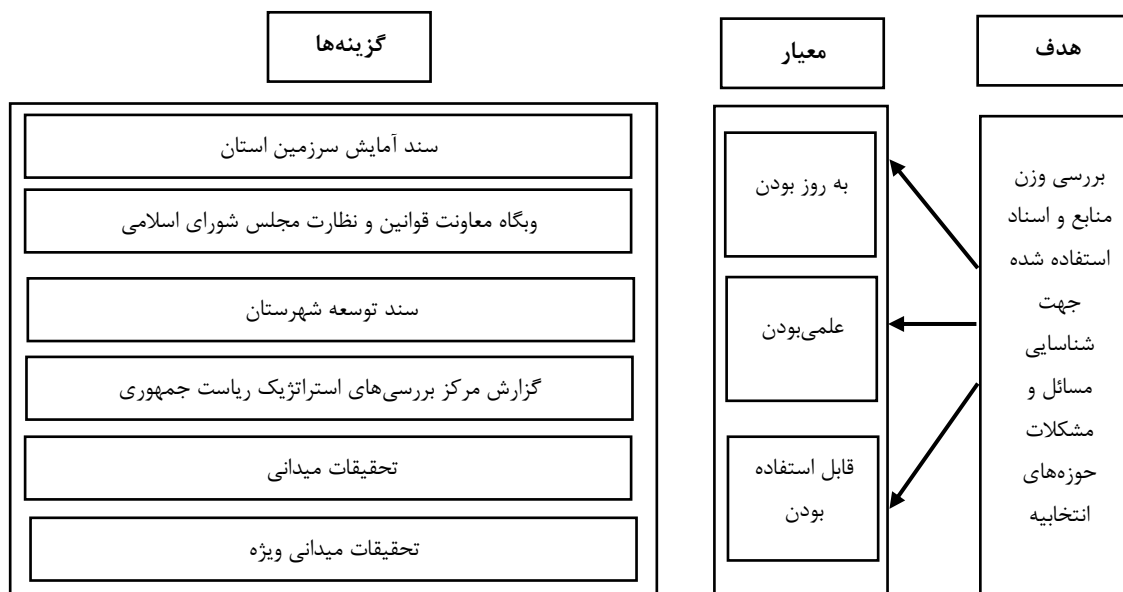 هدف
معیار
گزینه‌ها
بررسی وزن
منابع و اسناد
استفاده شده
جهت
شناسایی
مسائل و
مشکلات
حوزه‌های
انتخابیه
به روز بودن
علمی‌بودن
قابل استفاده
بودن
سند آمایش سرزمین استان
وبگاه معاونت قوانین و نظارت مجلس شورای اسلامی
سند توسعه شهرستان
گزارش مرکز بررسی‌های استراتژیک ریاست جمهوری
تحقیقات میدانی
تحقیقات میدانی ویژه